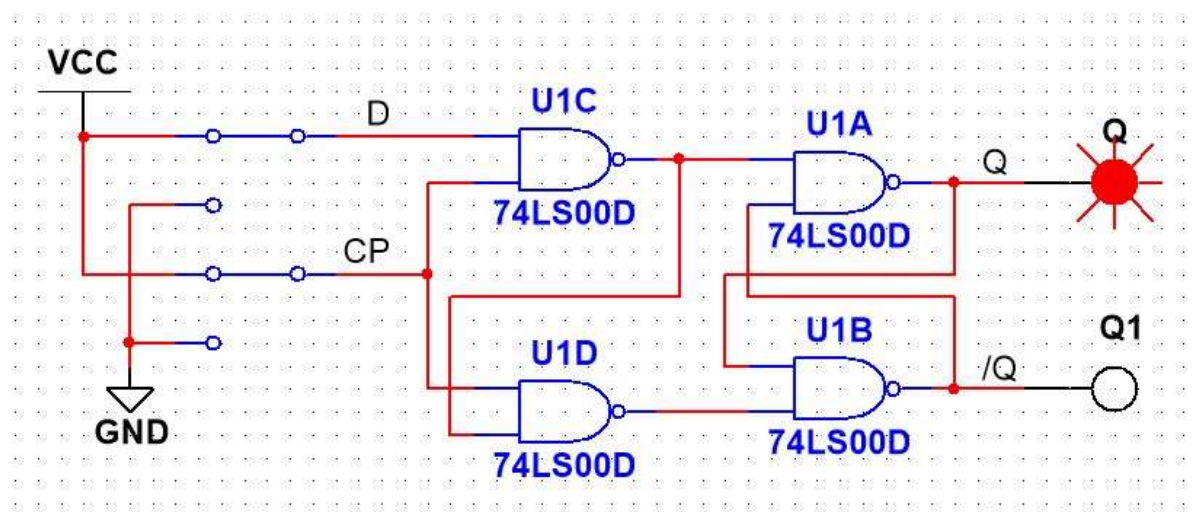 VCC
D
U1C
74LS00D
U1A
74LS00D
Q
Q
CP
GND
U1D
74LS00D
U1B
74LS00D
/Q
Q1